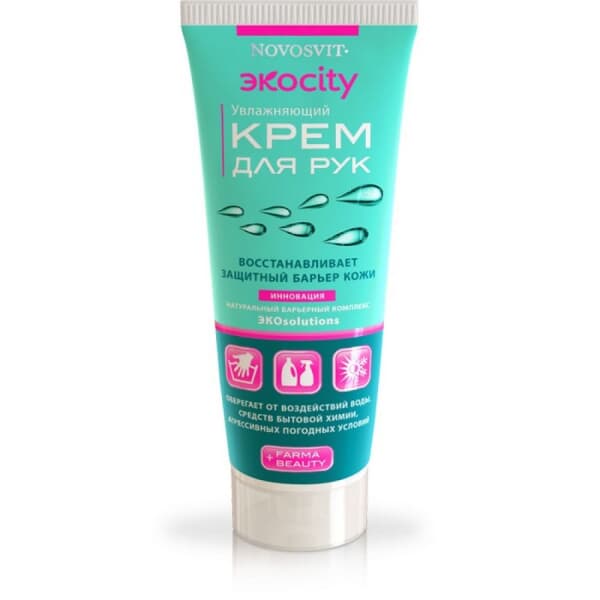 NOVOSVIT
экосity
Увлажняющий
КРЕМ
ДЛЯ РУК
ВОССТАНАВЛИВАЕТ
ЗАЩИТНЫЙ БАРЬЕР КОЖИ
ИННОВАЦИЯ
НАТУРАЛЬНЫЙ БАРЬЕРНЫЙ КОМПЛЕКС
ЭКОsolutions
ОБЕРЕГАЕТ ОТ ВОЗДЕЙСТВИЙ ВОДЫ,
СРЕДСТВ БЫТОВОЙ ХИМИИ,
АГРЕССИВНЫХ ПОГОДНЫХ УСЛОВИЙ
+ FARMA
BEAUTY